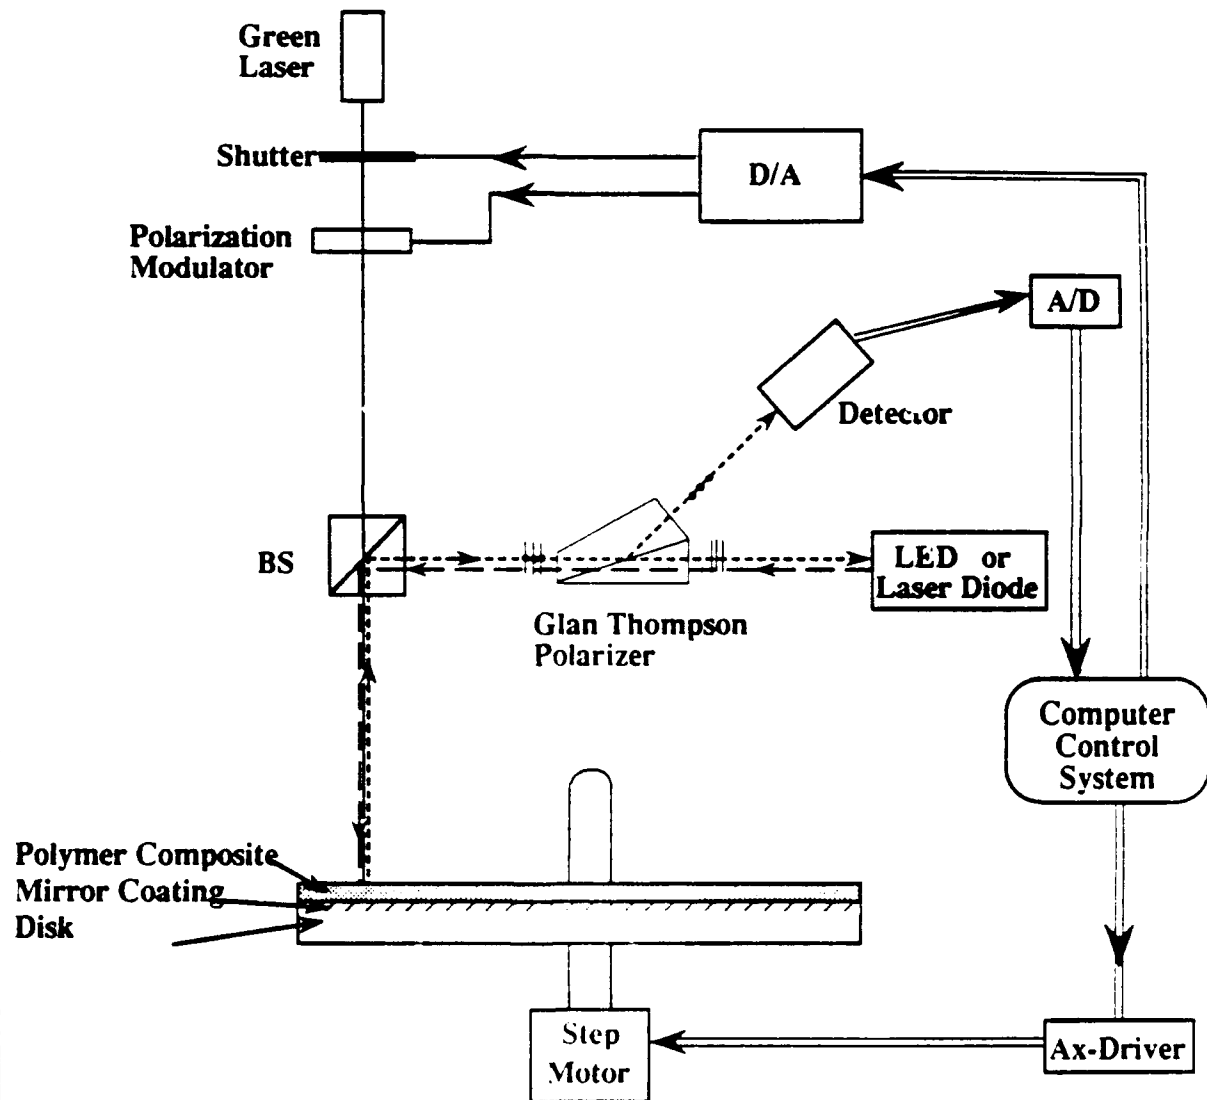 Green
Laser
Shutter
D/A
Polarization
Modulator
A/D
Detector
BS
LED or
Laser Diode
Glan Thompson
Polarizer
Computer
Control
System
Polymer Composite
Mirror Coating
Disk
Step
Motor
Ax-Driver